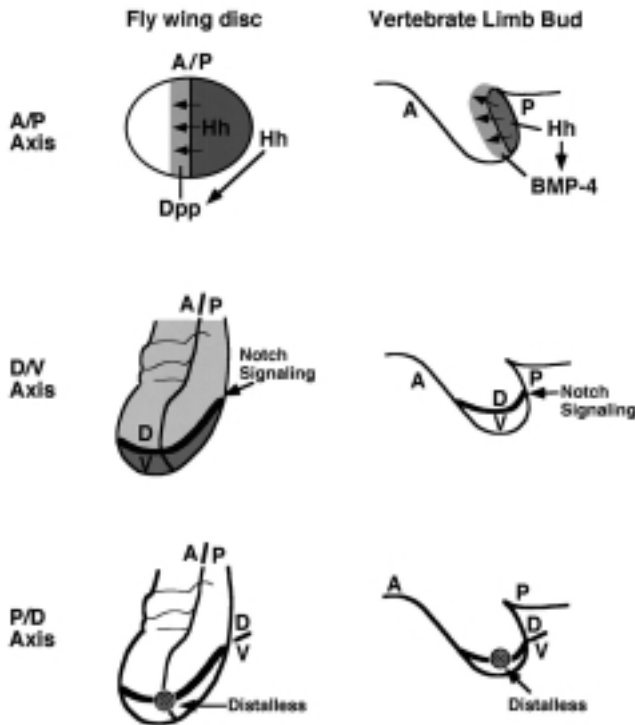 Fly wing disc
Vertebrate Limb Bud
A/P
Axis
A/P
Hh
Hh
Dpp
A
P
Hh
BMP-4
D/V
Axis
A/P
Notch
Signaling
D
V
A
P
D
V
Notch
Signaling
P/D
Axis
A/P
D
V
Distalless
A
P
D
V
Distalless